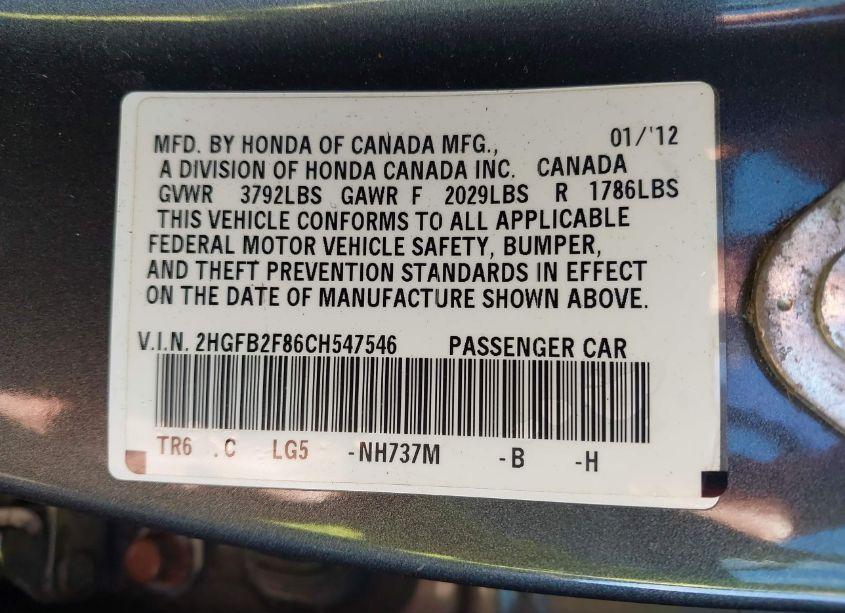 MFD. BY HONDA OF CANADA MFG., 01/'12
A DIVISION OF HONDA CANADA INC. CANADA
GVWR 3792LBS GAWR F 2029LBS R 1786LBS
THIS VEHICLE CONFORMS TO ALL APPLICABLE
FEDERAL MOTOR VEHICLE SAFETY, BUMPER,
AND THEFT PREVENTION STANDARDS IN EFFECT
ON THE DATE OF MANUFACTURE SHOWN ABOVE.
V.I.N. 2HGFB2F86CH547546 PASSENGER CAR
TR6 .C LG5 -NH737M -B -H